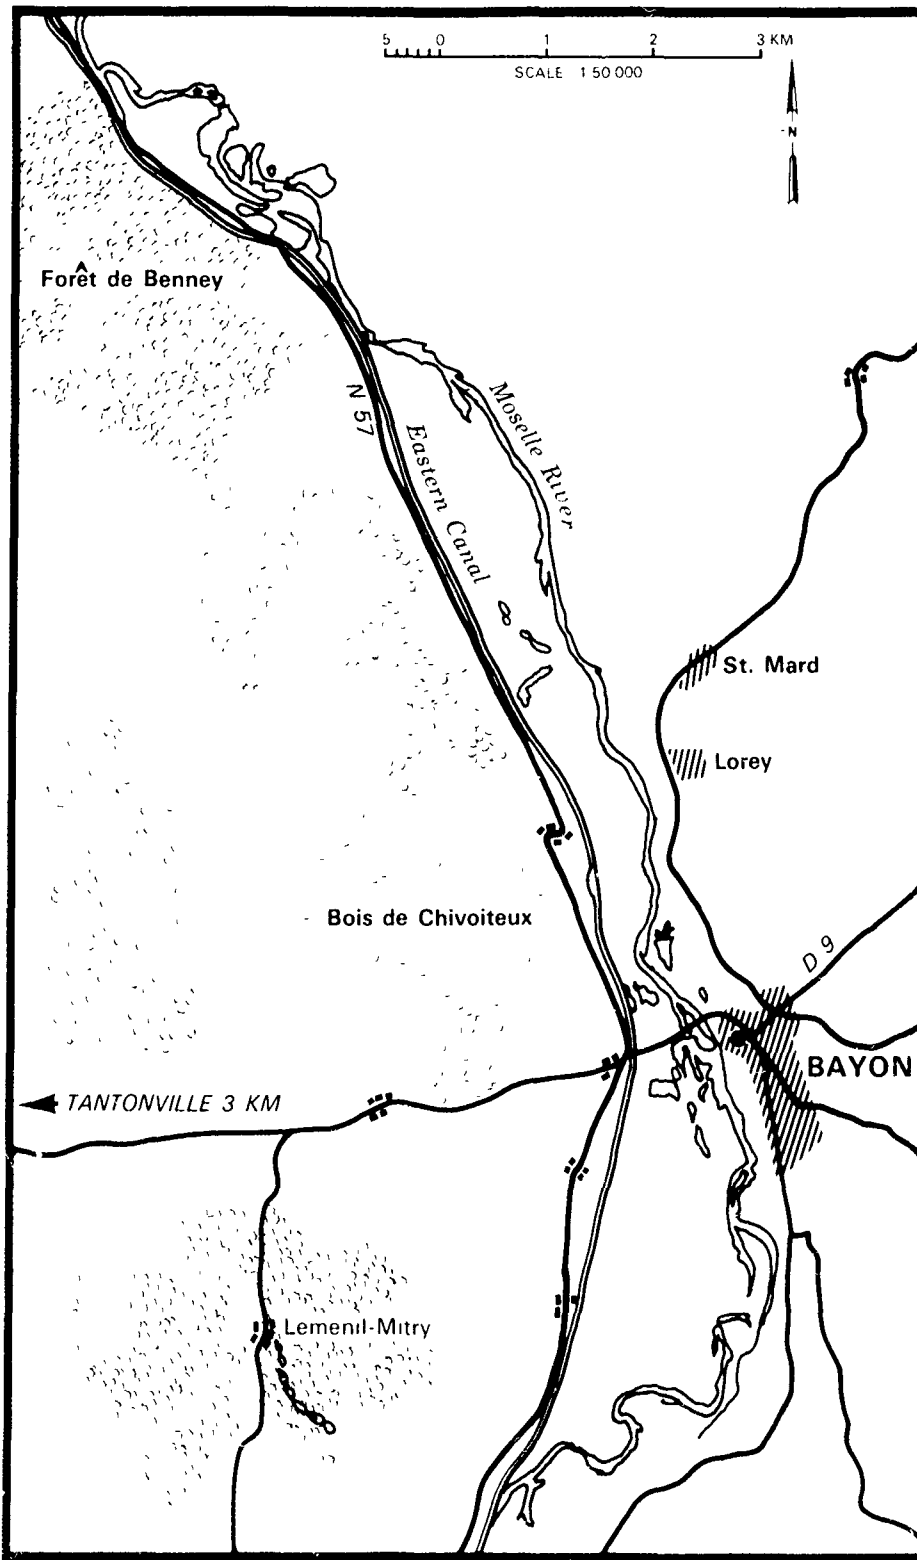 5 0 1 2 3 KM
SCALE 1 50 000
N
Forêt de Benney
N 57
Moselle River
Eastern Canal
St. Mard
Lorey
Bois de Chivoiteux
D 9
BAYON
TANTONVILLE 3 KM
Lemenil-Mitry